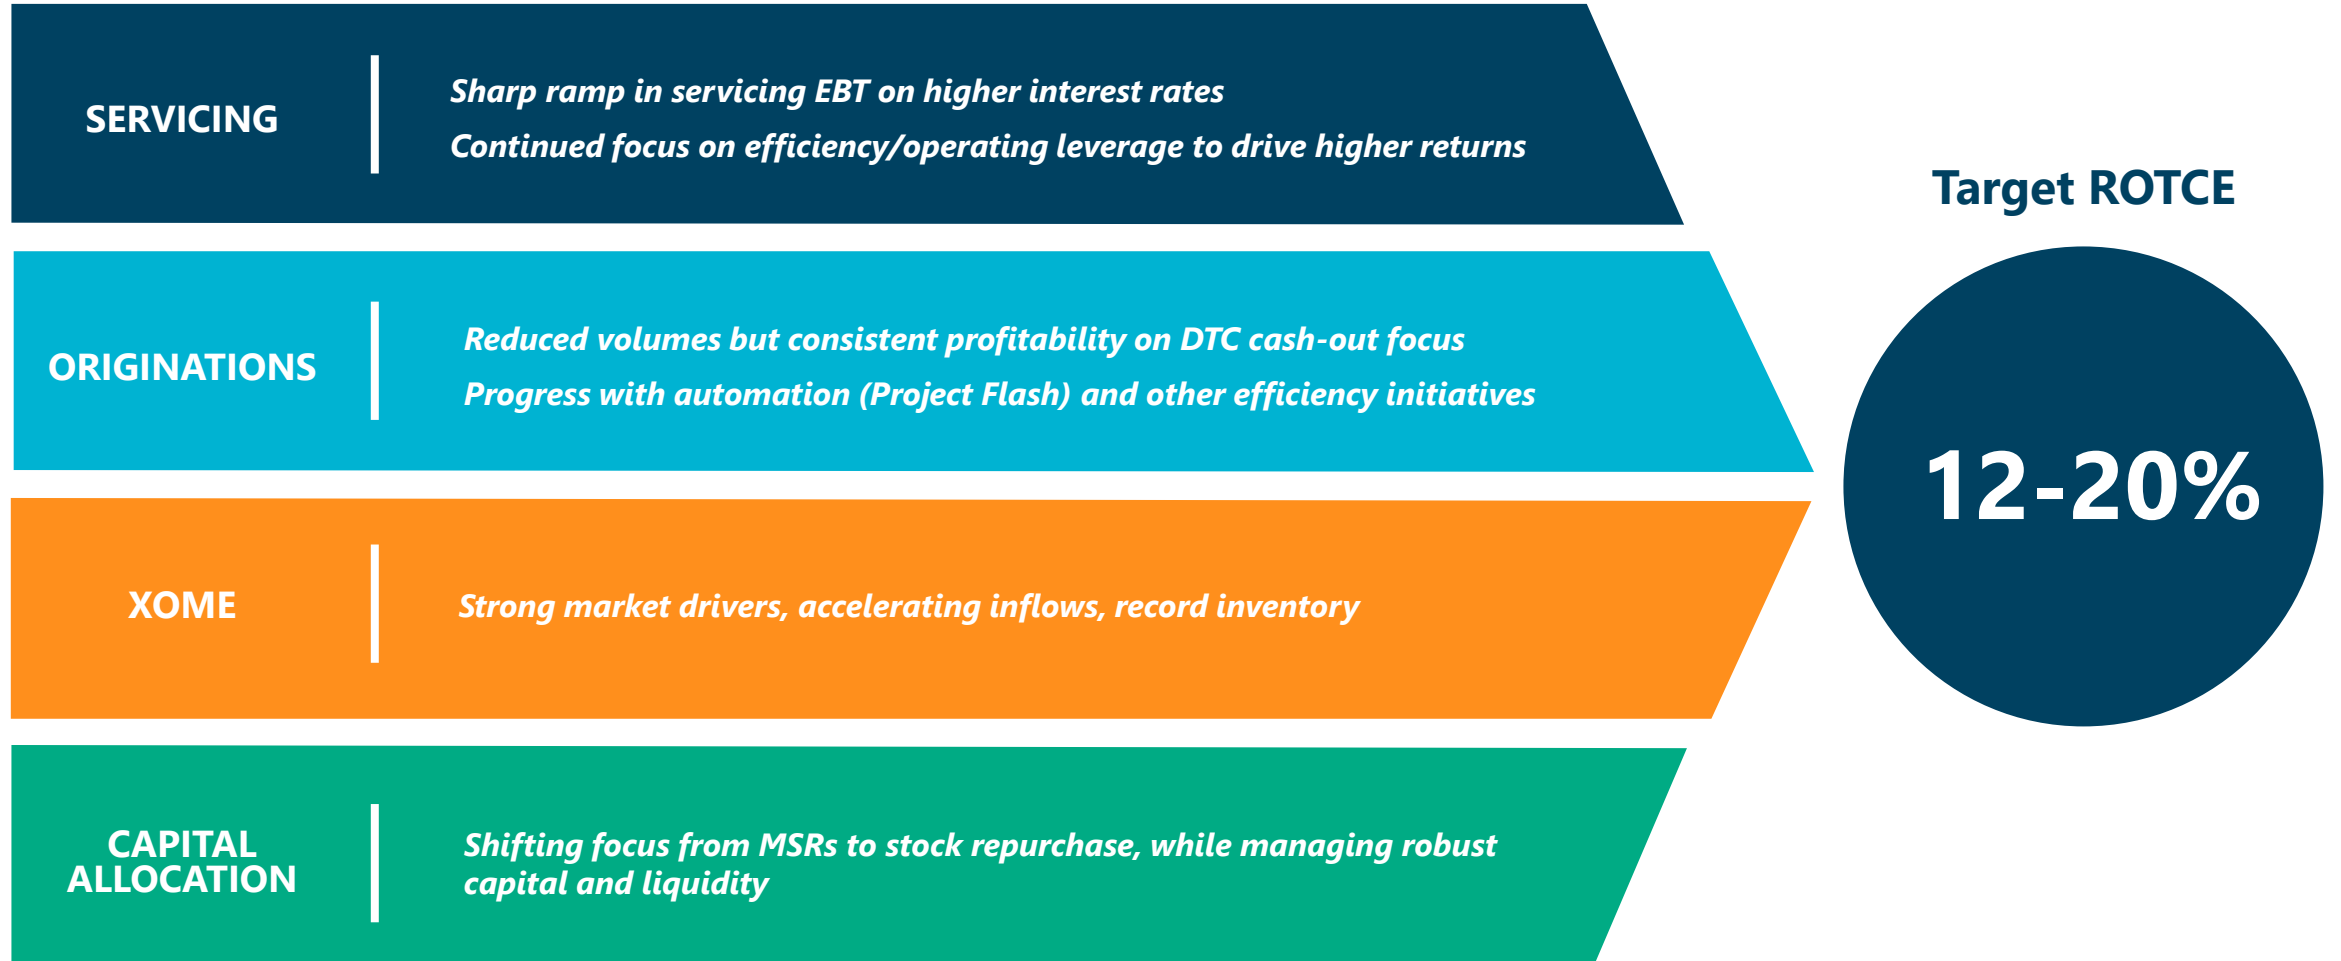 SERVICING
Sharp ramp in servicing EBT on higher interest rates
Continued focus on efficiency/operating leverage to drive higher returns
ORIGINATIONS
Reduced volumes but consistent profitability on DTC cash-out focus
Progress with automation (Project Flash) and other efficiency initiatives
XOME
Strong market drivers, accelerating inflows, record inventory
CAPITAL
ALLOCATION
Shifting focus from MSRs to stock repurchase, while managing robust
capital and liquidity
Target ROTCE
12-20%